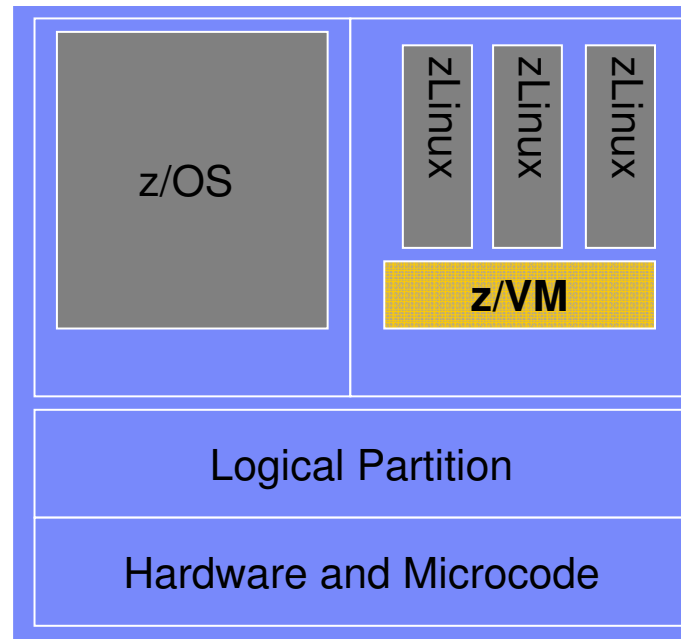 z/OS
zLinux
zLinux
zLinux
z/VM
Logical Partition
Hardware and Microcode